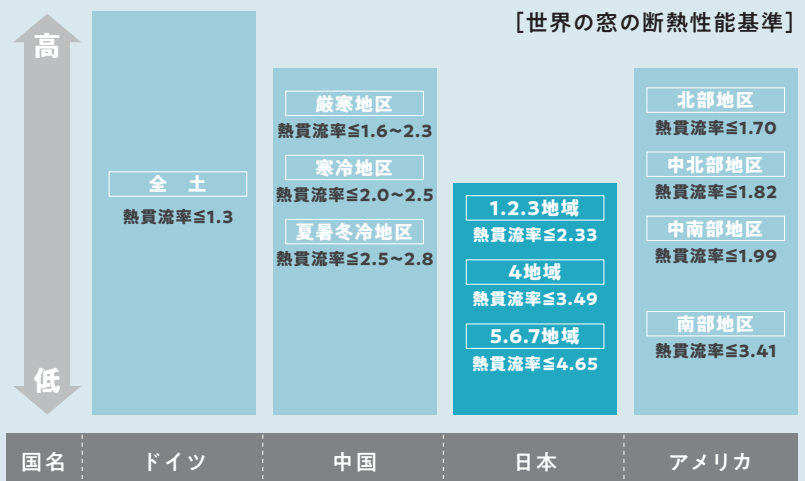 [世界の窓の断熱性能基準]
高
低
全 土
熱貫流率≦1.3
厳寒地区
熱貫流率≦1.6~2.3
寒冷地区
熱貫流率≦2.0~2.5
夏暑冬冷地区
熱貫流率≦2.5~2.8
1.2.3地域
熱貫流率≦2.33
4地域
熱貫流率≦3.49
5.6.7地域
熱貫流率≦4.65
北部地区
熱貫流率≦1.70
中北部地区
熱貫流率≦1.82
中南部地区
熱貫流率≦1.99
南部地区
熱貫流率≦3.41
国名 ドイツ 中国 日本 アメリカ